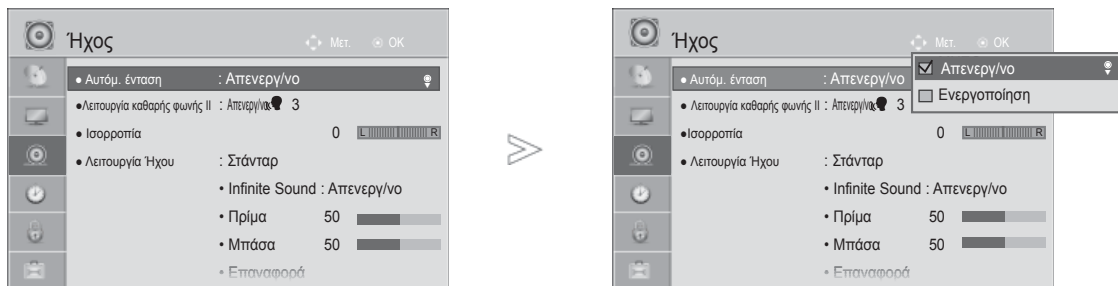 Ήχος Μετ. OK
● Αυτόμ. ένταση : Απενεργ/νο
●Λειτουργία καθαρής φωνής II : Απενεργ/νο 3
● Ισορροπία 0 L R
● Λειτουργία Ήχου : Στάνταρ
• Infinite Sound : Απενεργ/νο
• Πρίμα 50
• Μπάσα 50
• Επαναφορά
Ήχος Μετ. OK
● Αυτόμ. ένταση : Απενεργ/νο
● Λειτουργία καθαρής φωνής II : Απενεργ/νο 3
●Ισορροπία 0 L R
● Λειτουργία Ήχου : Στάνταρ
• Infinite Sound : Απενεργ/νο
• Πρίμα 50
• Μπάσα 50
• Επαναφορά
Απενεργ/νο
Ενεργοποίηση